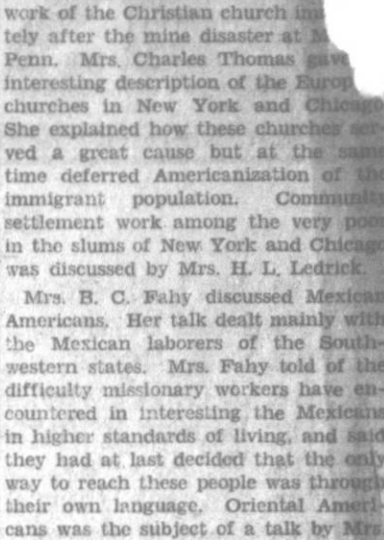 work of the Christian church im
tely after the mine disaster at M
Penn. Mrs. Charles Thomas gave
interesting description of the Europ
churches in New York and Chicago
She explained how these churches ser-
ved a great cause but at the same
time deferred Americanization of the
immigrant population. Community
settlement work among the very poor
in the slums of New York and Chicago
was discussed by Mrs. H. L. Ledrick.
Mrs. B. C. Fahy discussed Mexican
Americans. Her talk dealt mainly with
the Mexican laborers of the South-
western states. Mrs. Fahy told of the
difficulty missionary workers have en-
countered in interesting the Mexicans
in higher standards of living, and said
they had at last decided that the only
way to reach these people was through
their own language. Oriental Ameri-
cans was the subject of a talk by Mrs.